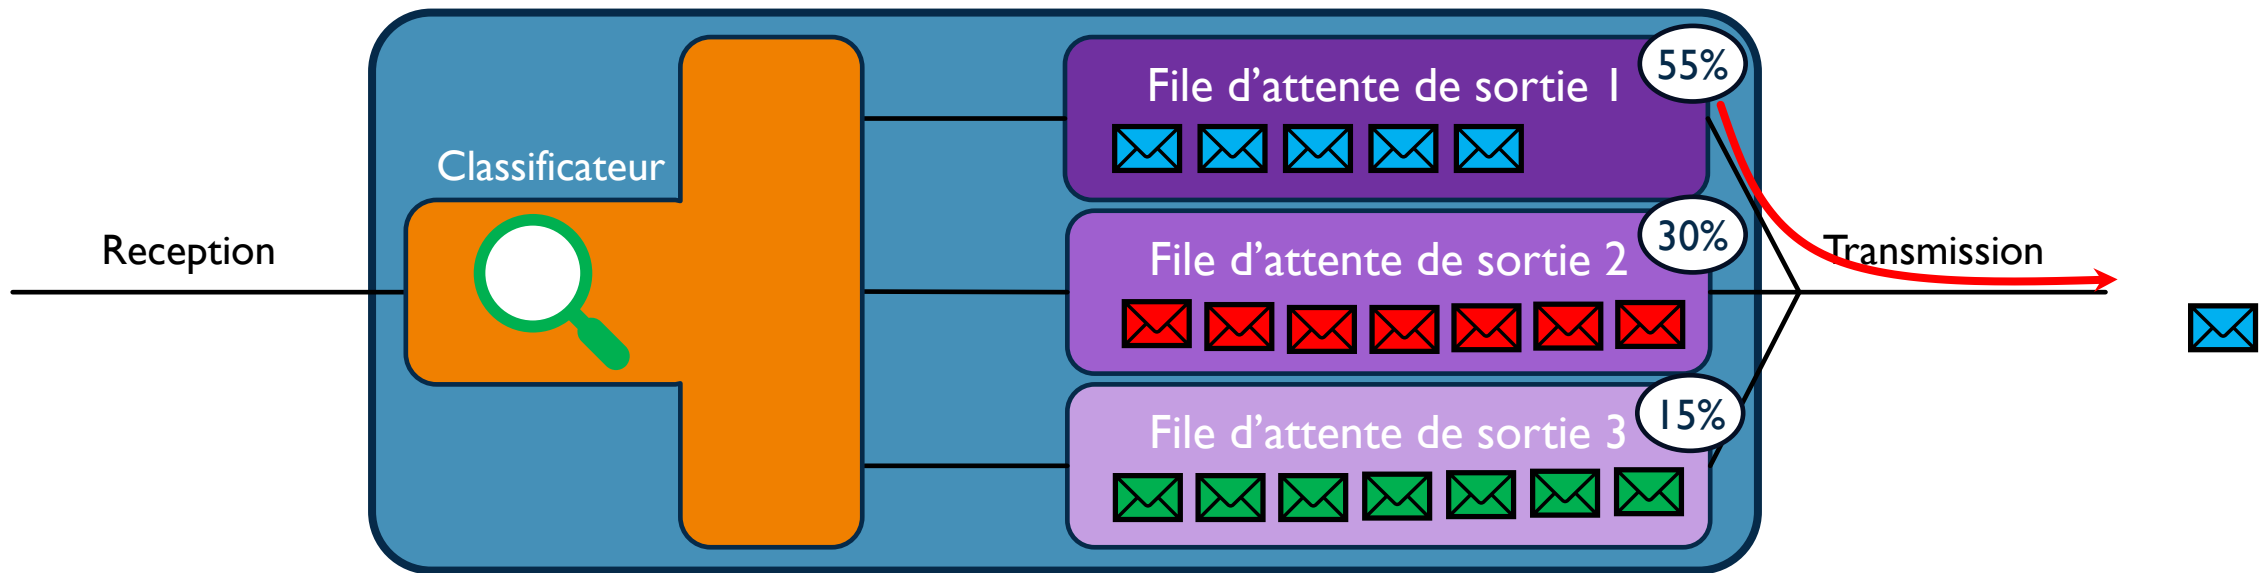 Reception
Classificateur
File d’attente de sortie 1
55%
File d’attente de sortie 2
30%
File d’attente de sortie 3
15%
Transmission